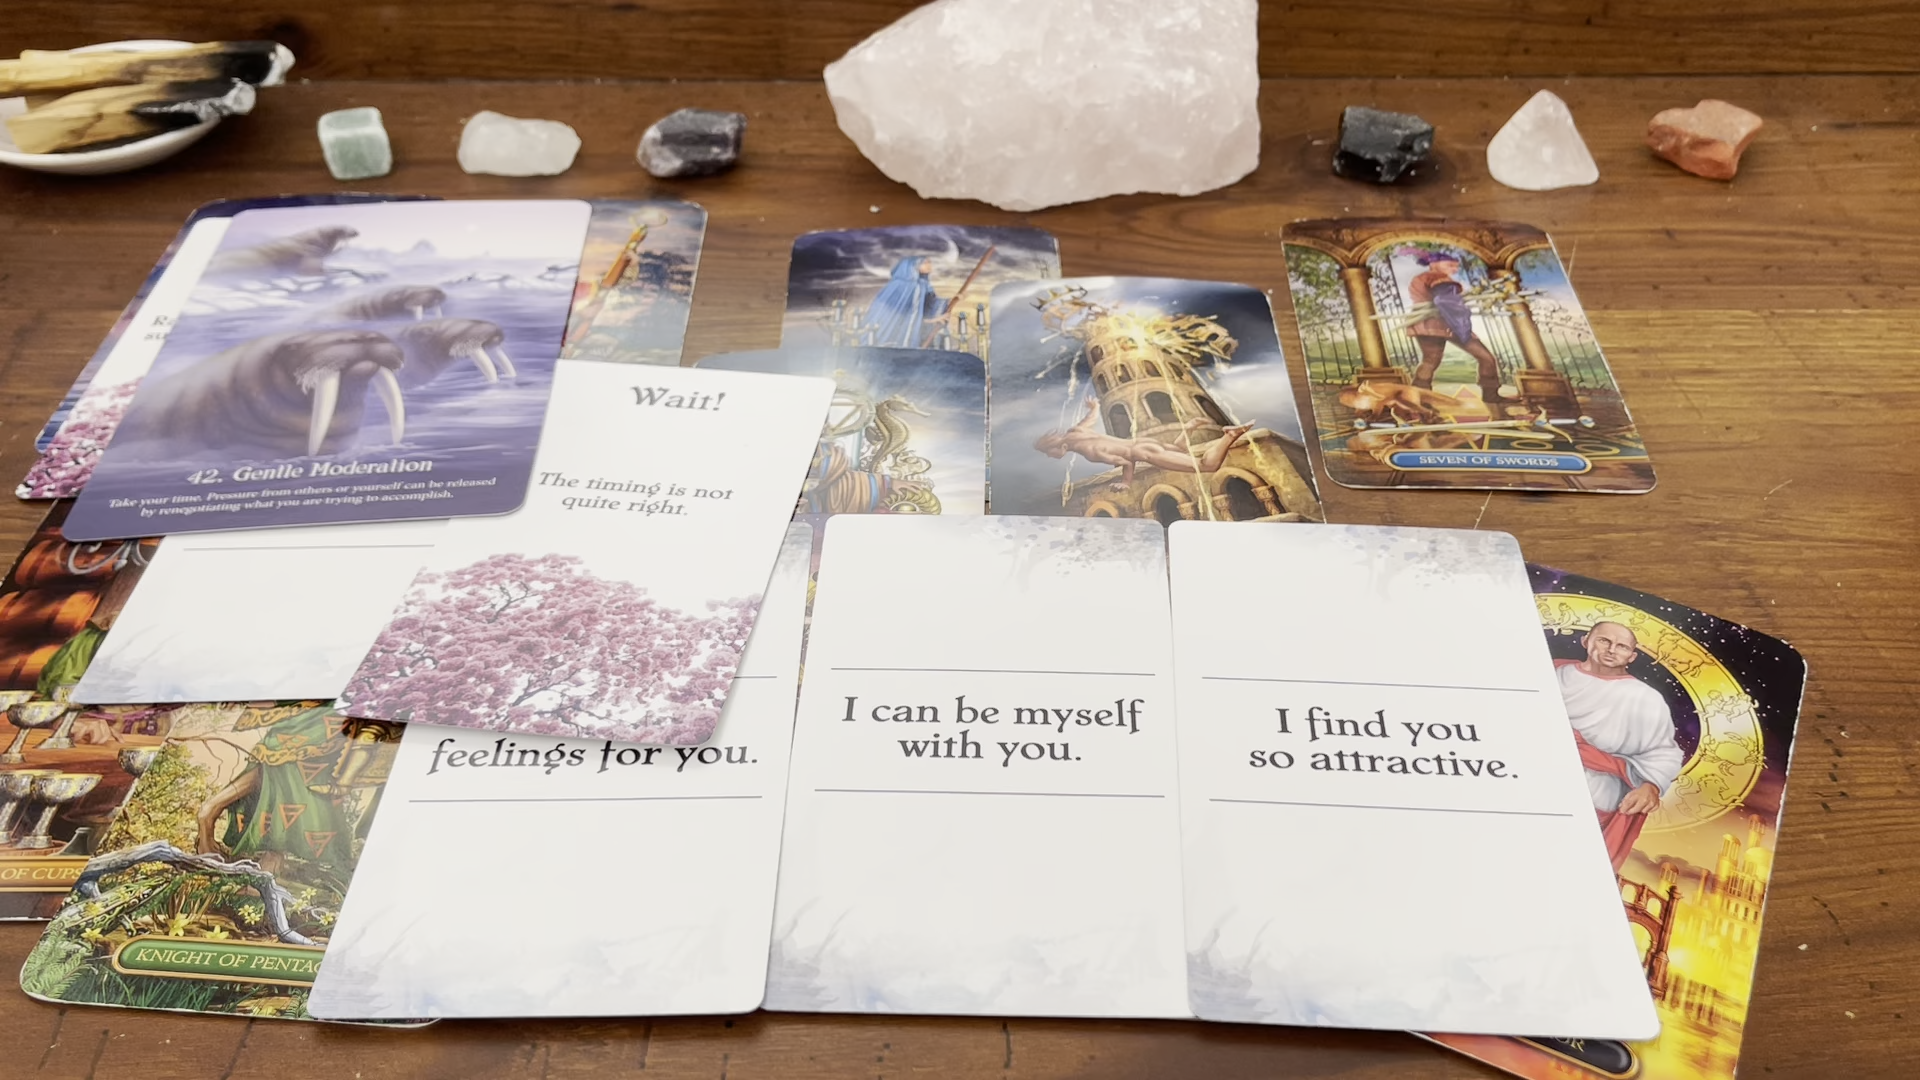 42. Gentle Moderation
Take your time. Pressure from others or yourself can be released
by renegotiating what you are trying to accomplish.
Wait!
The timing is not
quite right.
SEVEN OF SWORDS
feelings for you.
I can be myself
with you.
I find you
so attractive.
OF CUPS
KNIGHT OF PENTAC